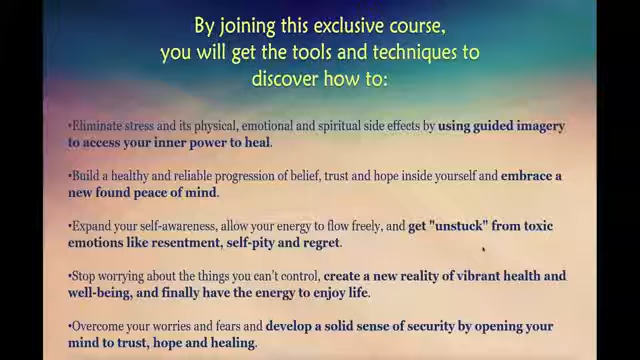 By joining this exclusive course,
you will get the tools and techniques to
discover how to:
•Eliminate stress and its physical, emotional and spiritual side effects by using guided imagery
to access your inner power to heal.
•Build a healthy and reliable progression of belief, trust and hope inside yourself and embrace a
new found peace of mind.
•Expand your self-awareness, allow your energy to flow freely, and get "unstuck" from toxic
emotions like resentment, self-pity and regret.
•Stop worrying about the things you can't control, create a new reality of vibrant health and
well-being, and finally have the energy to enjoy life.
•Overcome your worries and fears and develop a solid sense of security by opening your
mind to trust, hope and healing.